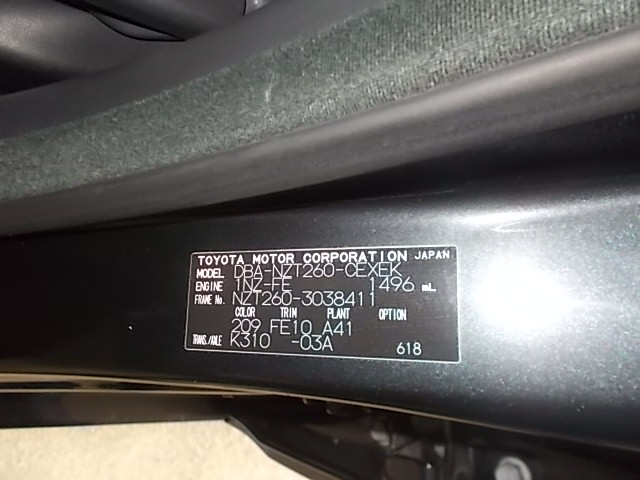 TOYOTA MOTOR CORPORATION JAPAN
MODEL DBA-NZT260-CEXEK
ENGINE 1NZ-FE 1496 mL
FRAME No. NZT260-3038411
COLOR TRIM PLANT OPTION
209 FE10 A41
TRANS./AXLE K310 -03A 618